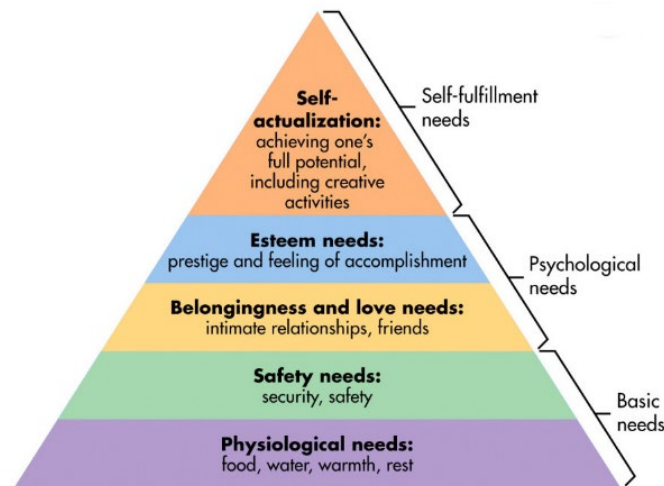 Self-
actualization:
achieving one's
full potential,
including creative
activities
Self-fulfillment
needs
Esteem needs:
prestige and feeling of accomplishment
Psychological
needs
Belongingness and love needs:
intimate relationships, friends
Safety needs:
security, safety
Basic
needs
Physiological needs:
food, water, warmth, rest